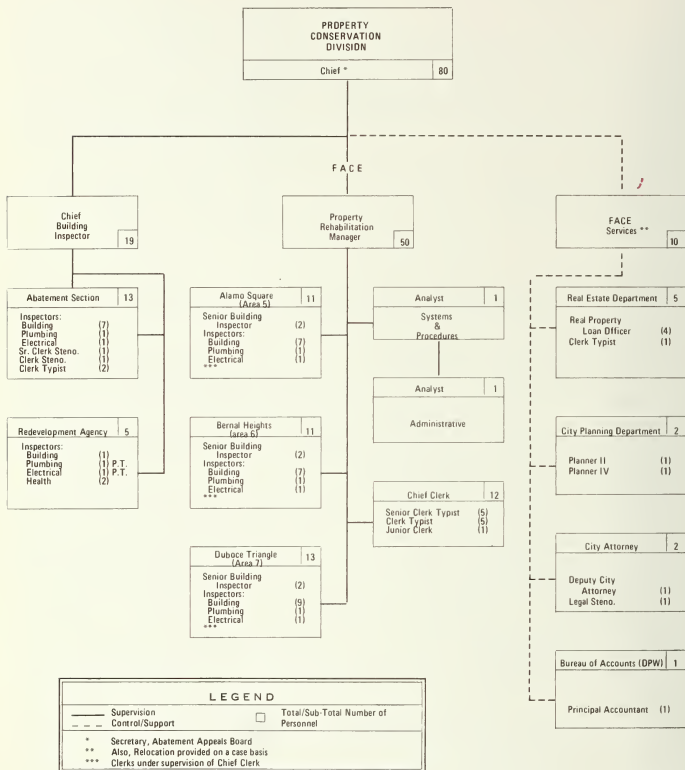 PROPERTY
CONSERVATION
DIVISION
Chief * 80
FACE
Chief
Building
Inspector 19
Property
Rehabilitation
Manager 50
FACE
Services ** 10
Abatement Section 13
Inspectors:
Building (7)
Plumbing (1)
Electrical (1)
Sr. Clerk Steno. (1)
Clerk Steno. (1)
Clerk Typist (2)
Redevelopment Agency 5
Inspectors:
Building (1)
Plumbing (1) P.T.
Electrical (1) P.T.
Health (2)
Alamo Square 11
(Area 5)
Senior Building
Inspector (2)
Inspectors:
Building (7)
Plumbing (1)
Electrical (1)
***
Bernal Heights 11
(area 6)
Senior Building
Inspector (2)
Inspectors:
Building (7)
Plumbing (1)
Electrical (1)
***
Duboce Triangle 13
(Area 7)
Senior Building
Inspector (2)
Inspectors:
Building (9)
Plumbing (1)
Electrical (1)
***
Analyst 1
Systems
&
Procedures
Analyst 1
Administrative
Chief Clerk 12
Senior Clerk Typist (5)
Clerk Typist (5)
Junior Clerk (1)
Real Estate Department 5
Real Property
Loan Officer (4)
Clerk Typist (1)
City Planning Department 2
Planner II (1)
Planner IV (1)
City Attorney 2
Deputy City
Attorney (1)
Legal Steno. (1)
Bureau of Accounts (DPW) 1
Principal Accountant (1)
LEGEND
Supervision
Control/Support
Total/Sub-Total Number of
Personnel
* Secretary, Abatement Appeals Board
** Also, Relocation provided on a case basis
*** Clerks under supervision of Chief Clerk